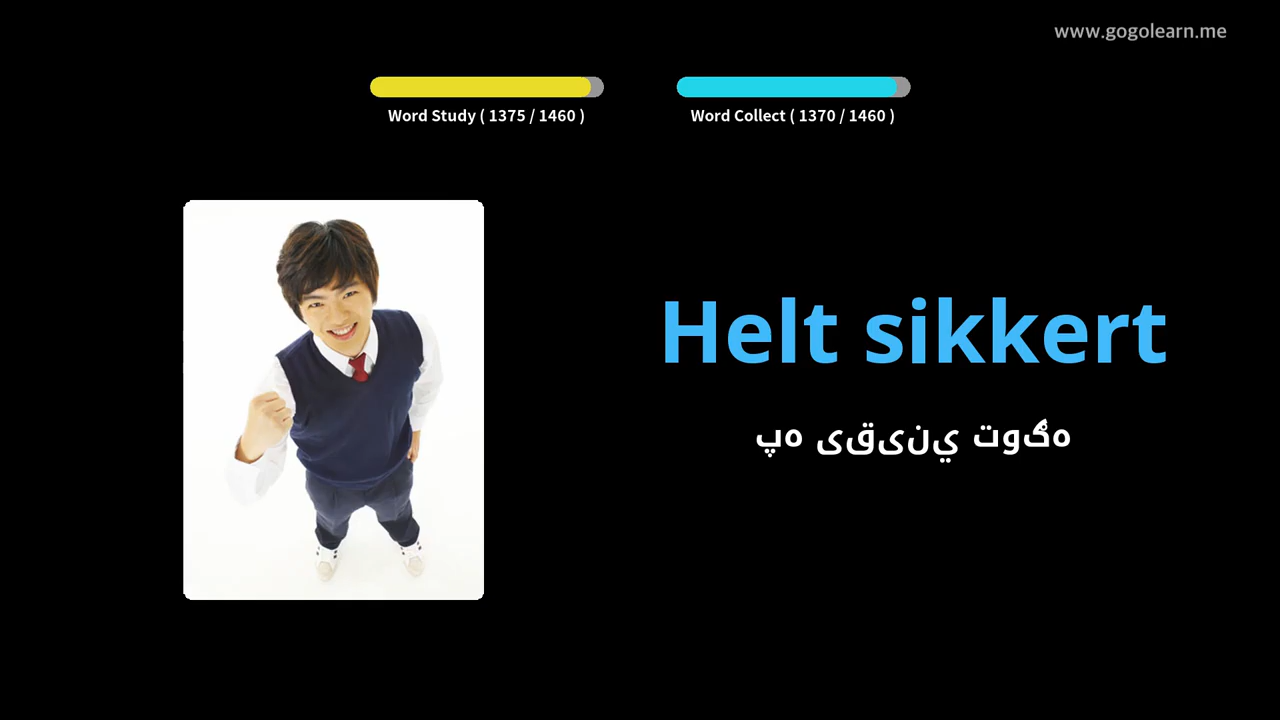 www.gogolearn.me
Word Study ( 1375 / 1460 )
Word Collect ( 1370 / 1460 )
Helt sikkert
په یقیني توګه